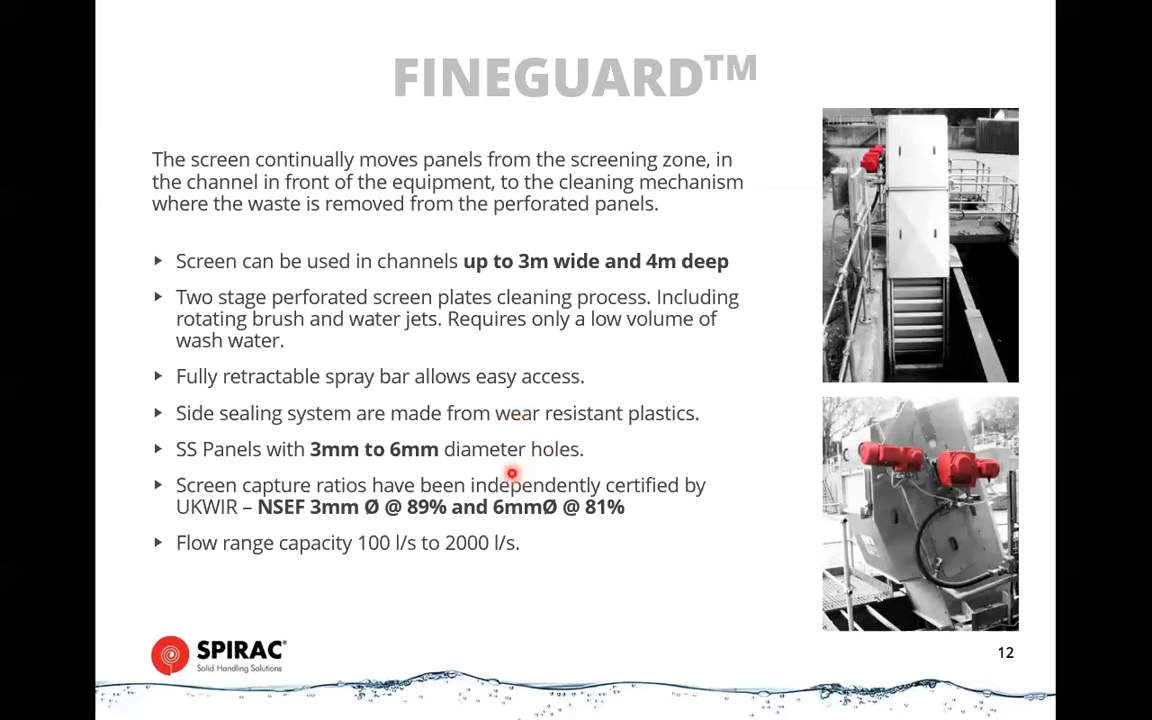 FINEGUARD™
The screen continually moves panels from the screening zone, in
the channel in front of the equipment, to the cleaning mechanism
where the waste is removed from the perforated panels.
Screen can be used in channels up to 3m wide and 4m deep
Two stage perforated screen plates cleaning process. Including
rotating brush and water jets. Requires only a low volume of
wash water.
Fully retractable spray bar allows easy access.
Side sealing system are made from wear resistant plastics.
SS Panels with 3mm to 6mm diameter holes.
Screen capture ratios have been independently certified by
UKWIR – NSEF 3mm Ø @ 89% and 6mmØ @ 81%
Flow range capacity 100 l/s to 2000 l/s.
SPIRAC®
Solid Handling Solutions
12